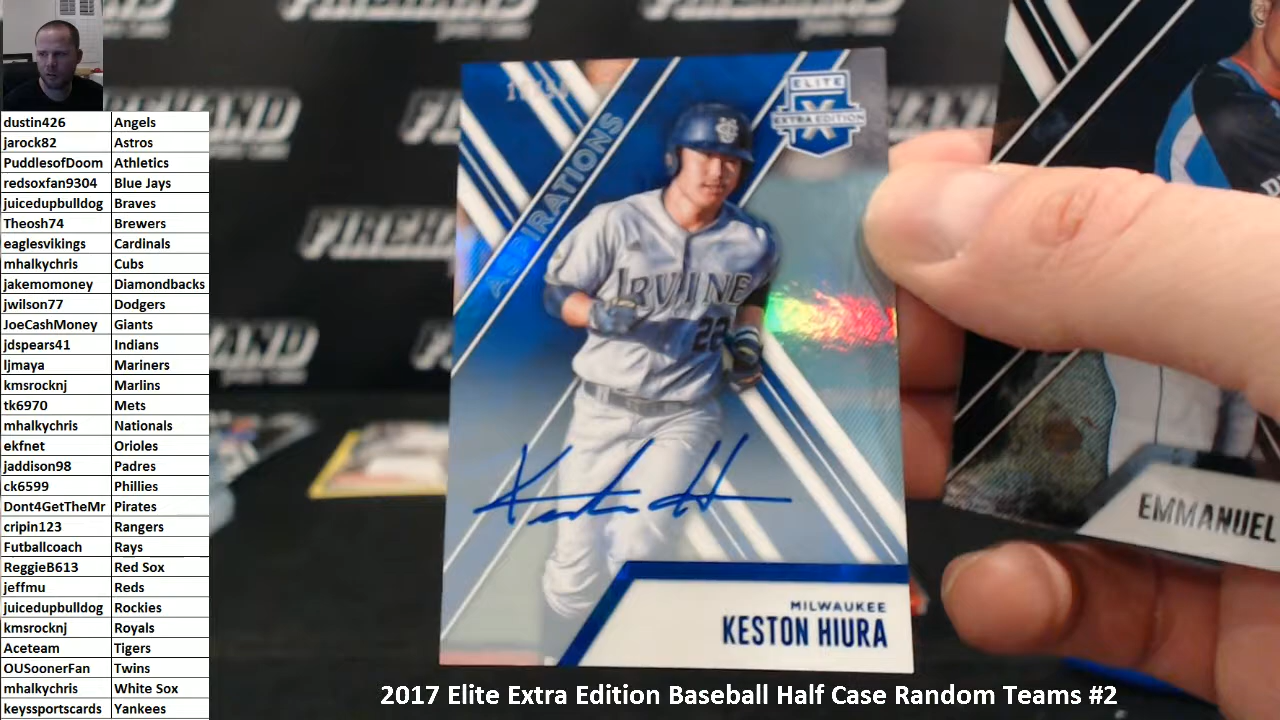 dustin426 Angels
jarock82 Astros
PuddlesofDoom Athletics
redsoxfan9304 Blue Jays
juicedupbulldog Braves
Theosh74 Brewers
eaglesvikings Cardinals
mhalkychris Cubs
jakemomoney Diamondbacks
jwilson77 Dodgers
JoeCashMoney Giants
jdspears41 Indians
ljmaya Mariners
kmsrocknj Marlins
tk6970 Mets
mhalkychris Nationals
ekfnet Orioles
jaddison98 Padres
ck6599 Phillies
Dont4GetTheMr Pirates
cripin123 Rangers
Futballcoach Rays
ReggieB613 Red Sox
jeffmu Reds
juicedupbulldog Rockies
kmsrocknj Royals
Aceteam Tigers
OUSoonerFan Twins
mhalkychris White Sox
keyssportscards Yankees
FIREHAND
ELITE
X
EXTRA EDITION
ASPIRATIONS
IRVINE
22
MILWAUKEE
KESTON HIURA
EMMANUEL
2017 Elite Extra Edition Baseball Half Case Random Teams #2